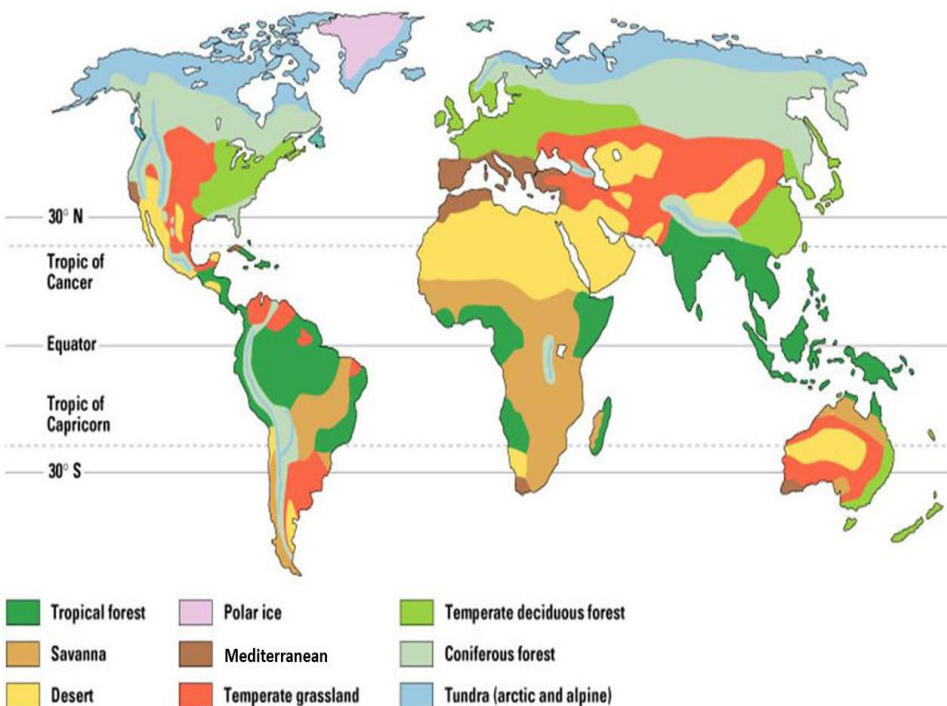 30° N
Tropic of
Cancer
Equator
Tropic of
Capricorn
30° S
Tropical forest
Polar ice
Temperate deciduous forest
Savanna
Mediterranean
Coniferous forest
Desert
Temperate grassland
Tundra (arctic and alpine)